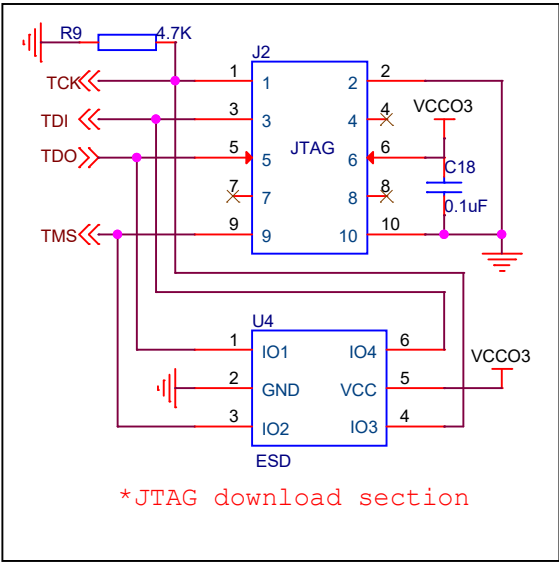 R9 4.7K
J2
TCK 1 1 2 2
TDI 3 3 4 4 VCCO3
TDO 5 5 JTAG 6 6
C18
7 7 8 8 0.1uF
TMS 9 9 10 10
U4
1 IO1 IO4 6
VCCO3
2 GND VCC 5
3 IO2 IO3 4
ESD
*JTAG download section